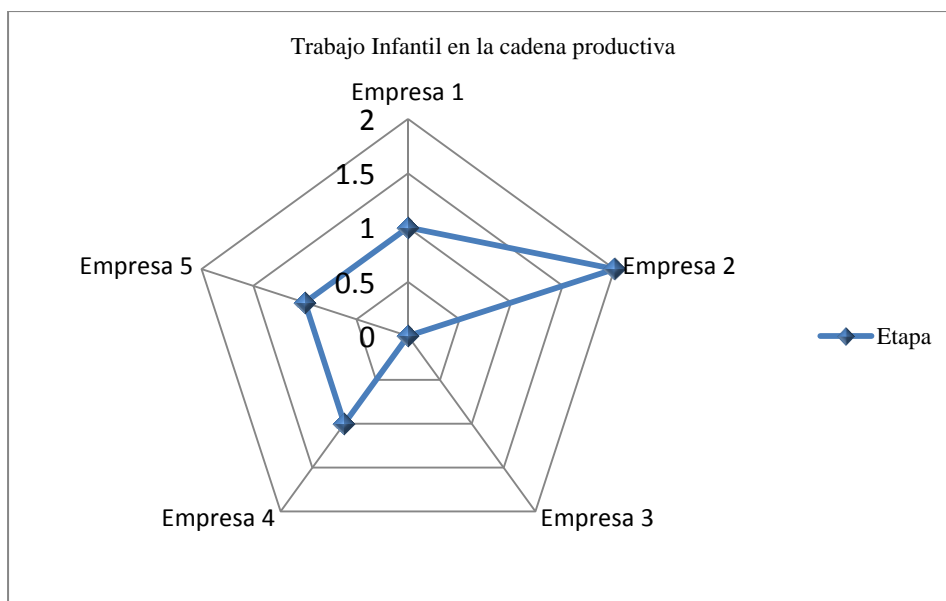 Trabajo Infantil en la cadena productiva
Empresa 1
2
1.5
1
0.5
0
Empresa 5
Empresa 2
Etapa
Empresa 4
Empresa 3